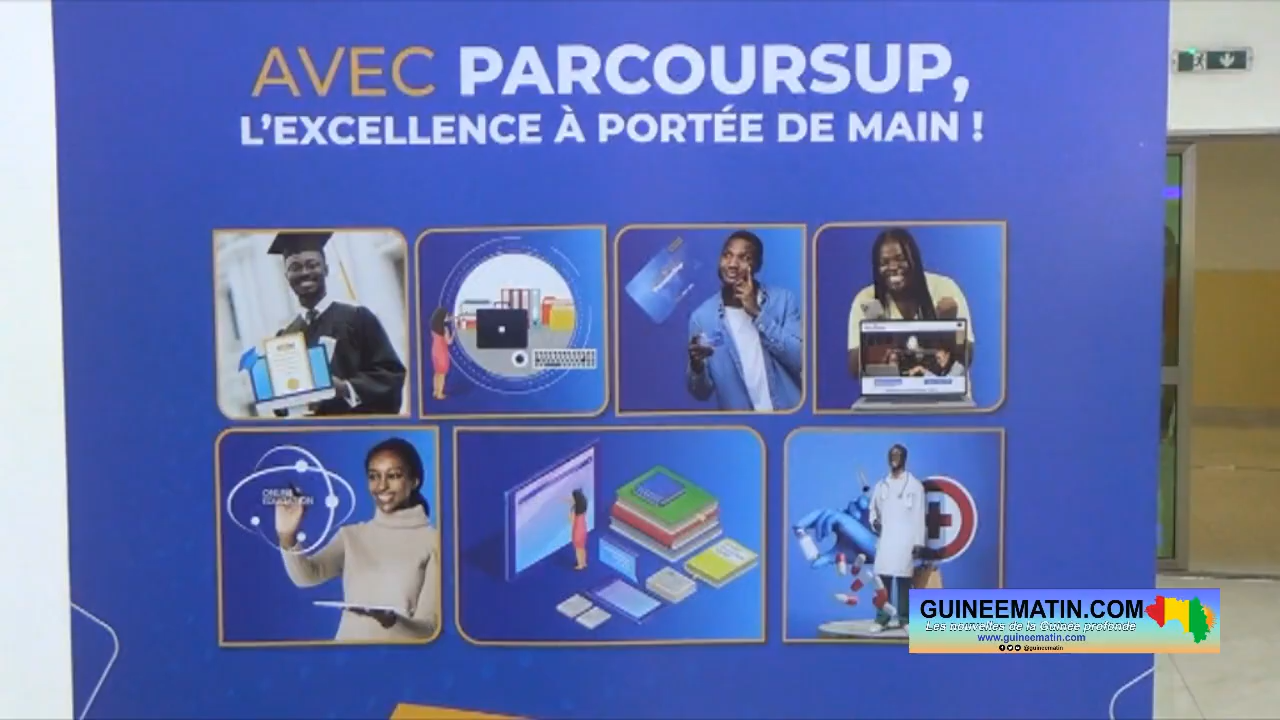 AVEC PARCOURSUP,
L'EXCELLENCE À PORTÉE DE MAIN !
ONLINE
EDUCATION
GUINEEMATIN.COM
Les nouvelles de la Guinée profonde
www.guineematin.com
@guineematin